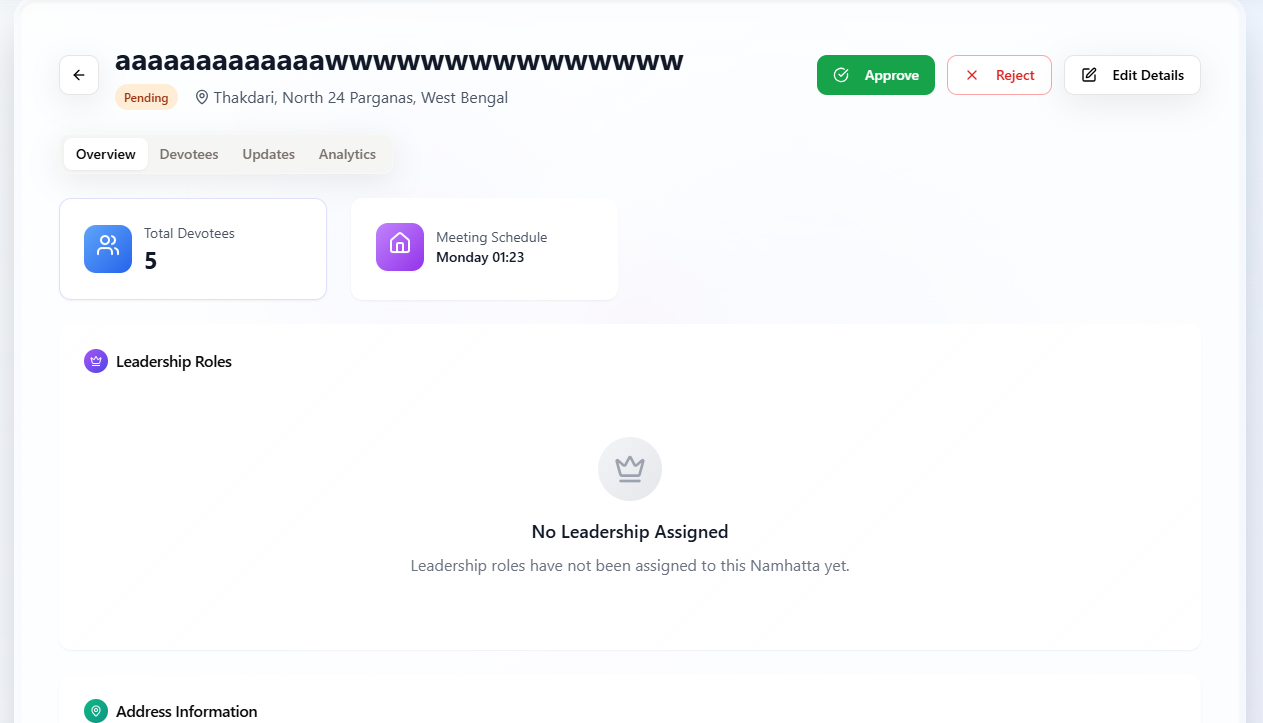 aaaaaaaaaaaaawwwwwwwwwwwwwww
Approve
Reject
Edit Details
Pending
Thakdari, North 24 Parganas, West Bengal
Overview
Devotees
Updates
Analytics
Total Devotees
5
Meeting Schedule
Monday 01:23
Leadership Roles
No Leadership Assigned
Leadership roles have not been assigned to this Namhatta yet.
Address Information